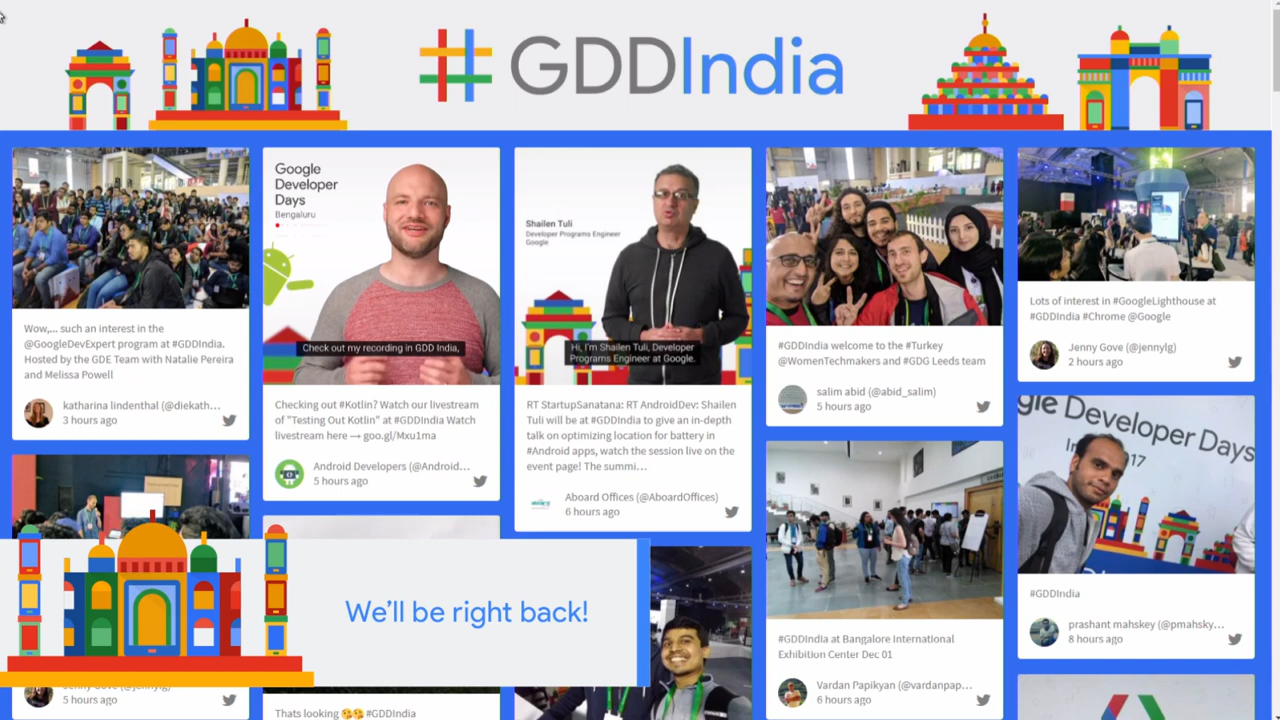 #GDDIndia
Wow,... such an interest in the
@GoogleDevExpert program at #GDDIndia.
Hosted by the GDE Team with Natalie Pereira
and Melissa Powell
katharina lindenthal (@diekath...
3 hours ago
5 hours ago
Google
Developer
Days
Bengaluru
Check out my recording in GDD India,
Checking out #Kotlin? Watch our livestream
of "Testing Out Kotlin" at #GDDIndia Watch
livestream here → goo.gl/Mxu1ma
Android Developers (@Android...
5 hours ago
Thats looking 😘😘 #GDDIndia
Shailen Tuli
Developer Programs Engineer
Google
Hi, I'm Shailen Tuli, Developer
Programs Engineer at Google.
RT StartupSanatana: RT AndroidDev: Shailen
Tuli will be at #GDDIndia to give an in-depth
talk on optimizing location for battery in
#Android apps, watch the session live on the
event page! The summi...
Aboard Offices (@AboardOffices)
6 hours ago
#GDDIndia welcome to the #Turkey
@WomenTechmakers and #GDG Leeds team
salim abid (@abid_salim)
5 hours ago
#GDDIndia at Bangalore International
Exhibition Center Dec 01
Vardan Papikyan (@vardanpap...
6 hours ago
Lots of interest in #GoogleLighthouse at
#GDDIndia #Chrome @Google
Jenny Gove (@jennylg)
2 hours ago
gle Developer Days
#GDDIndia
prashant mahskey (@pmahsky...
8 hours ago
We'll be right back!